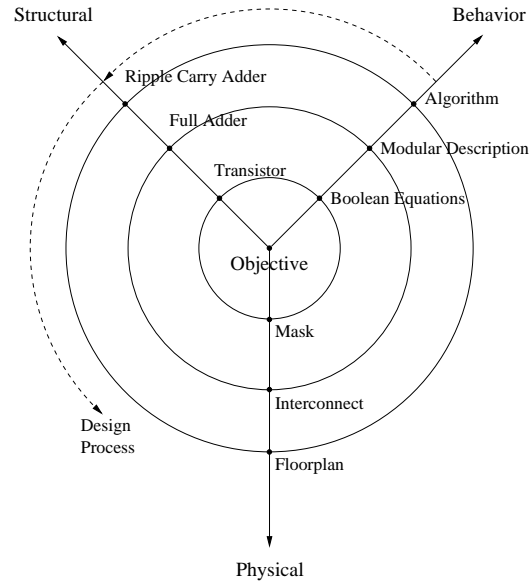 Structural
Behavior
Ripple Carry Adder
Algorithm
Full Adder
Modular Description
Transistor
Boolean Equations
Objective
Mask
Interconnect
Design
Process
Floorplan
Physical